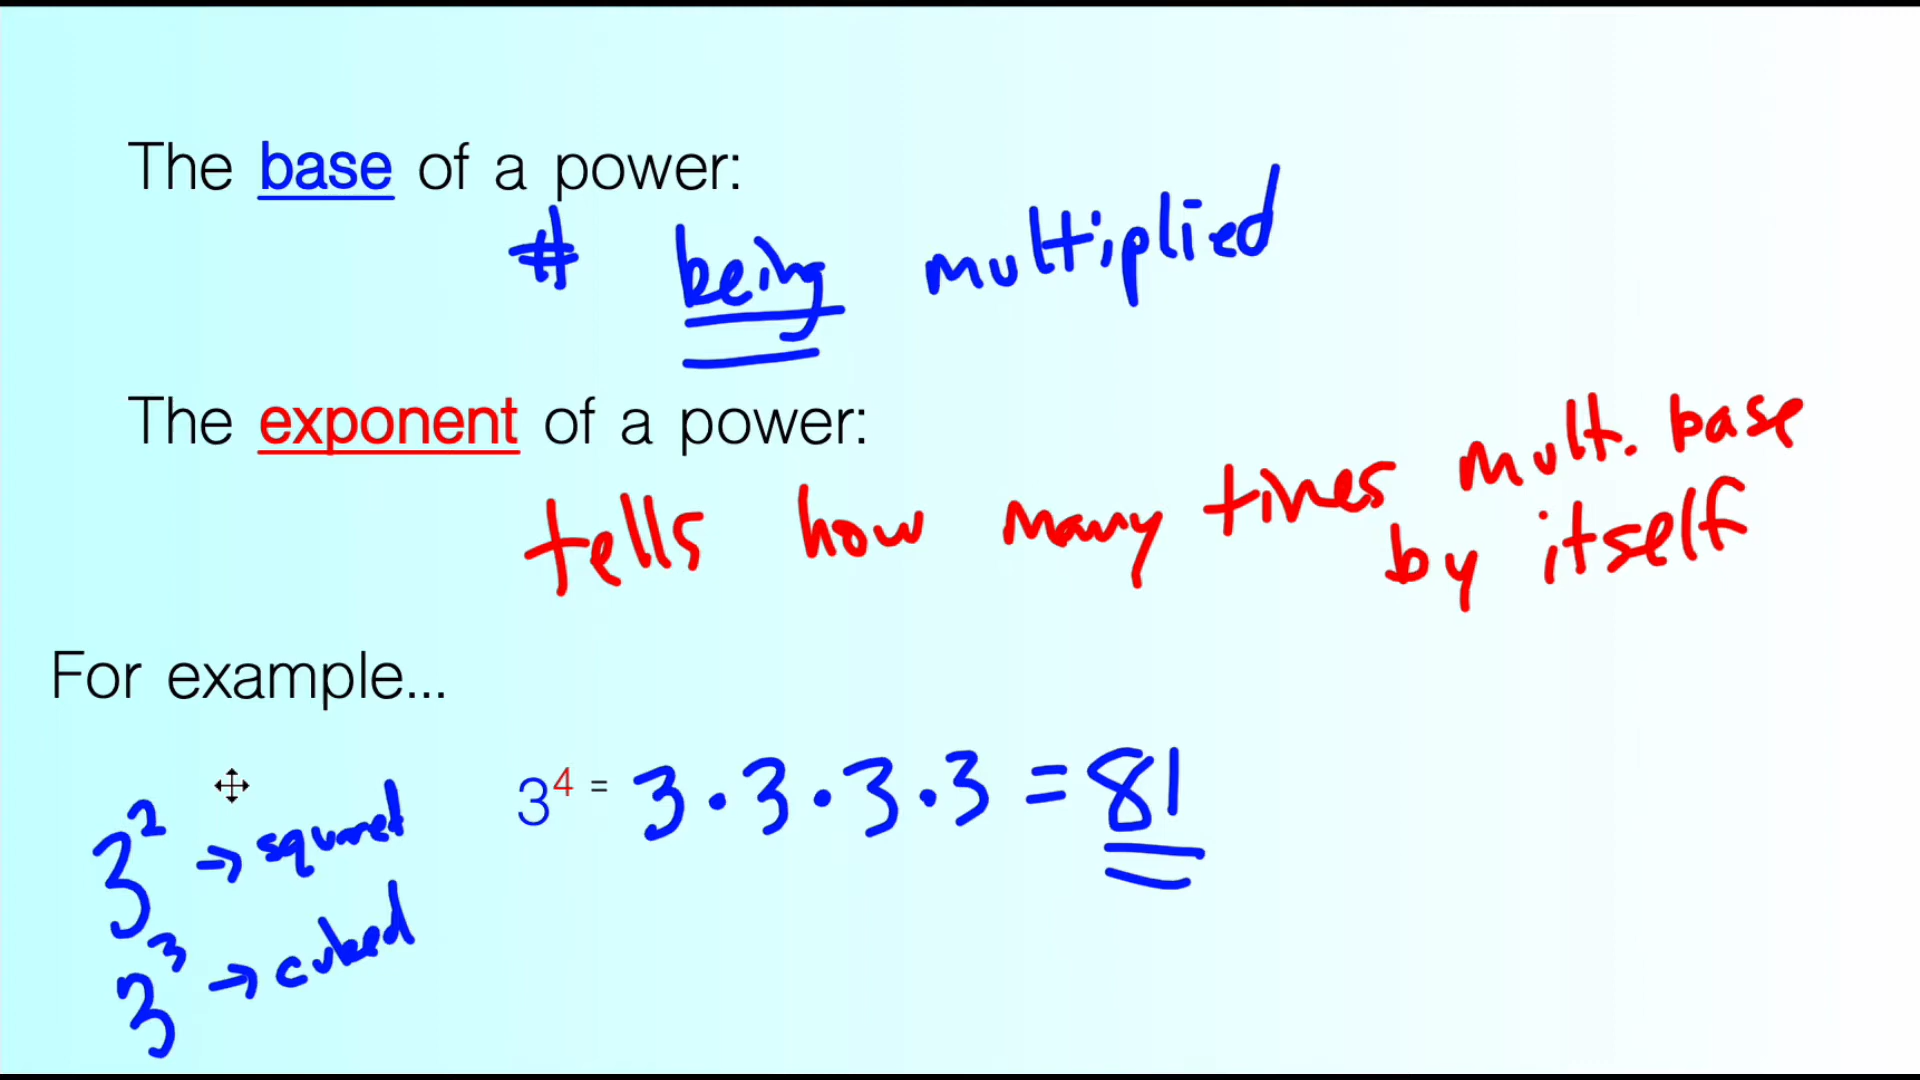 The base of a power:
# being multiplied
The exponent of a power:
tells how many times mult. base
by itself
For example...
3⁴ = 3 · 3 · 3 · 3 = 81
3² → squared
3³ → cubed